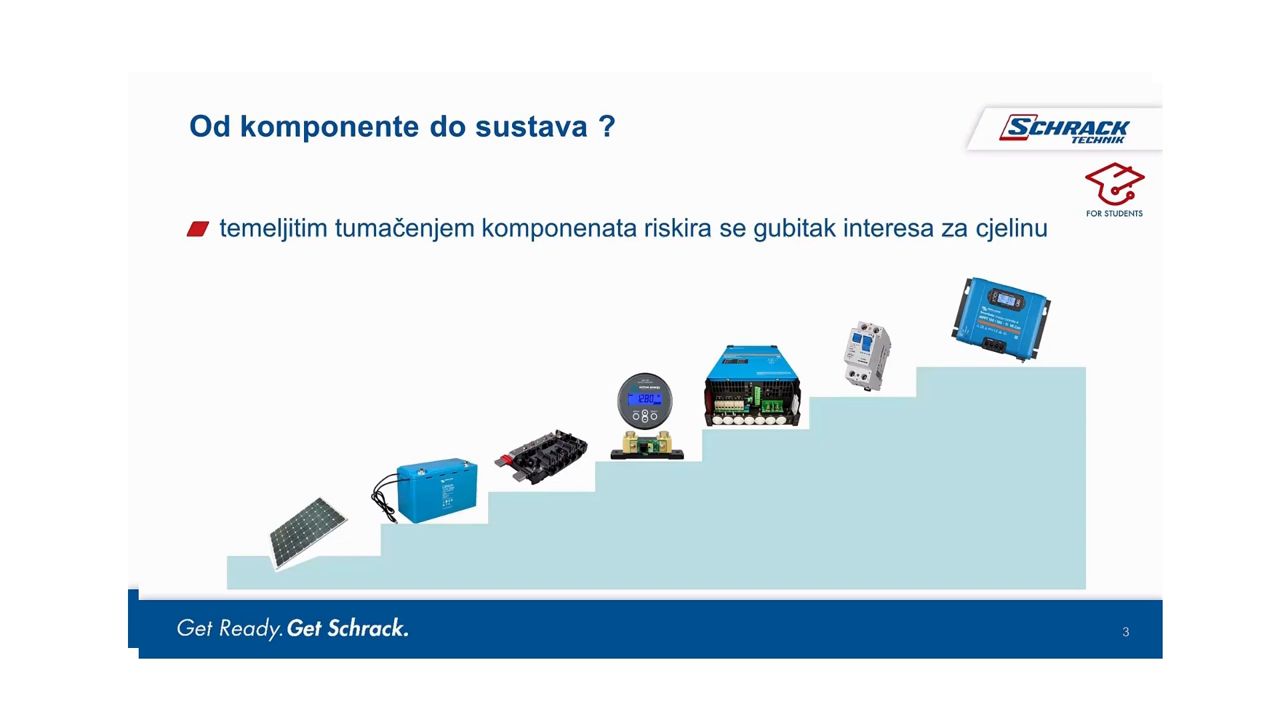 Od komponente do sustava ?
SCHRACK
TECHNIK
FOR STUDENTS
temeljitim tumačenjem komponenata riskira se gubitak interesa za cjelinu
Get Ready. Get Schrack.
3